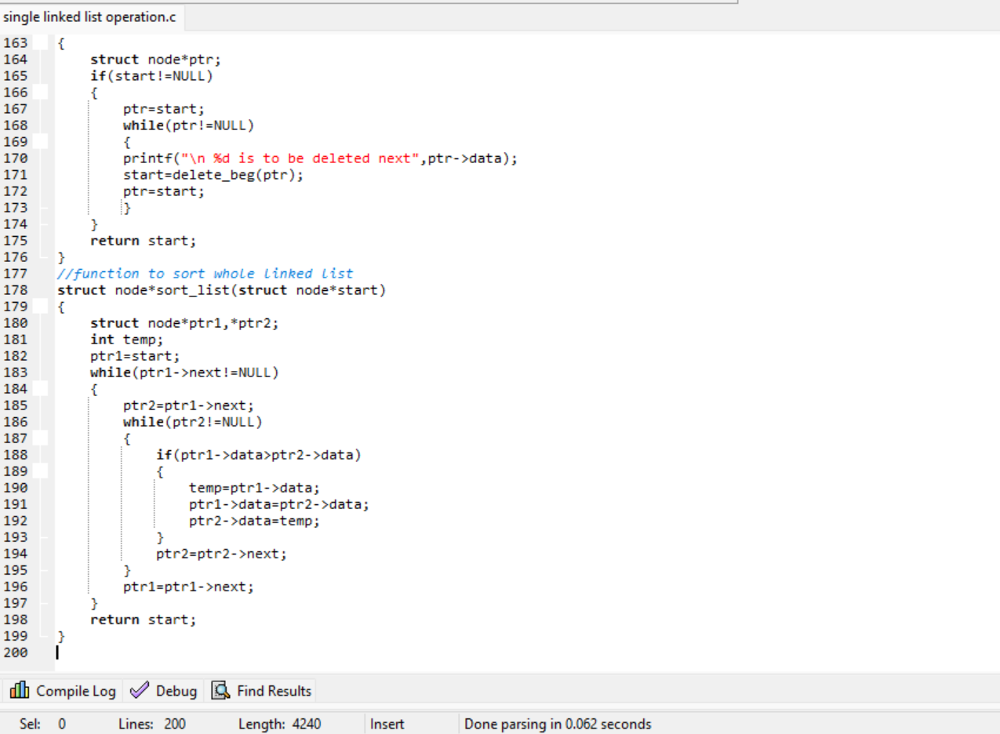 single linked list operation.c
163 {
164 struct node*ptr;
165 if(start!=NULL)
166 {
167 ptr=start;
168 while(ptr!=NULL)
169 {
170 printf("\n %d is to be deleted next",ptr->data);
171 start=delete_beg(ptr);
172 ptr=start;
173 }
174 }
175 return start;
176 }
177 //function to sort whole linked list
178 struct node*sort_list(struct node*start)
179 {
180 struct node*ptr1,*ptr2;
181 int temp;
182 ptr1=start;
183 while(ptr1->next!=NULL)
184 {
185 ptr2=ptr1->next;
186 while(ptr2!=NULL)
187 {
188 if(ptr1->data>ptr2->data)
189 {
190 temp=ptr1->data;
191 ptr1->data=ptr2->data;
192 ptr2->data=temp;
193 }
194 ptr2=ptr2->next;
195 }
196 ptr1=ptr1->next;
197 }
198 return start;
199 }
200
Compile Log Debug Find Results
Sel: 0 Lines: 200 Length: 4240 Insert Done parsing in 0.062 seconds